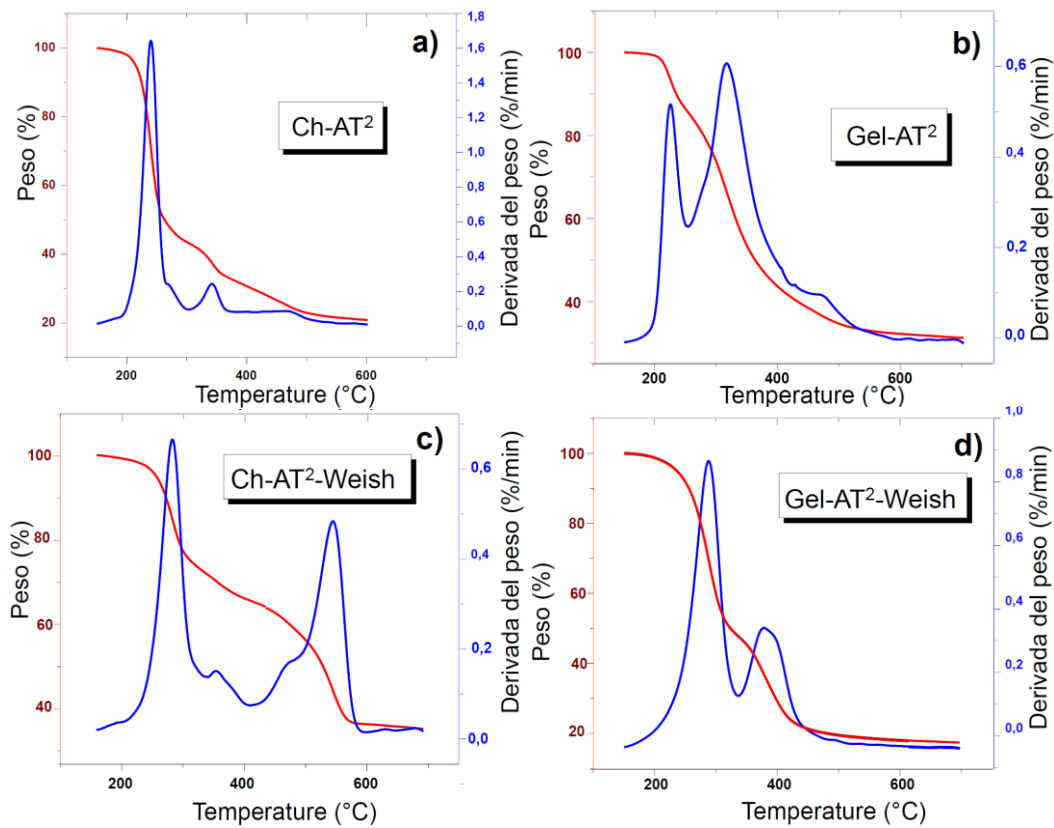 a)
Ch-AT²
Peso (%)
100
80
60
40
20
1,8
1,6
1,4
1,2
1,0
0,8
0,6
0,4
0,2
0,0
Derivada del peso (%/min)
200
400
600
Temperature (°C)
b)
Gel-AT²
Peso (%)
100
80
60
40
0,6
0,4
0,2
0,0
Derivada del peso (%/min)
200
400
600
Temperature (°C)
c)
Ch-AT²-Weish
Peso (%)
100
80
60
40
0,6
0,4
0,2
0,0
Derivada del peso (%/min)
200
400
600
Temperature (°C)
d)
Gel-AT²-Weish
Peso (%)
100
80
60
40
20
1,0
0,8
0,6
0,4
0,2
0,0
Derivada del peso (%/min)
200
400
600
Temperature (°C)